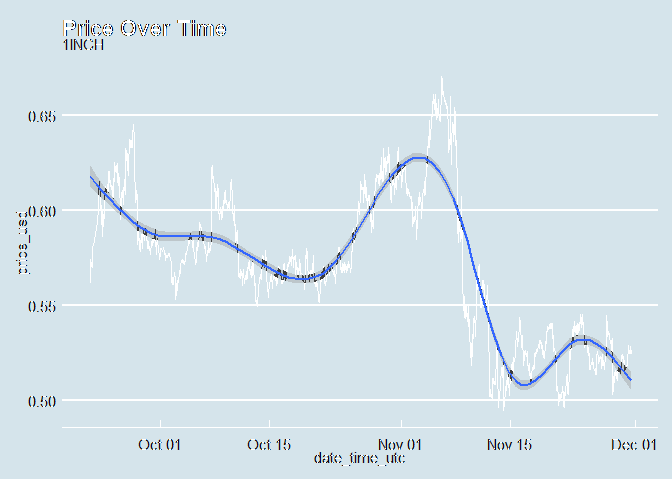 Price Over Time
1INCH
0.65
0.60
0.55
0.50
price_usd
Oct 01
Oct 15
Nov 01
Nov 15
Dec 01
date_time_utc